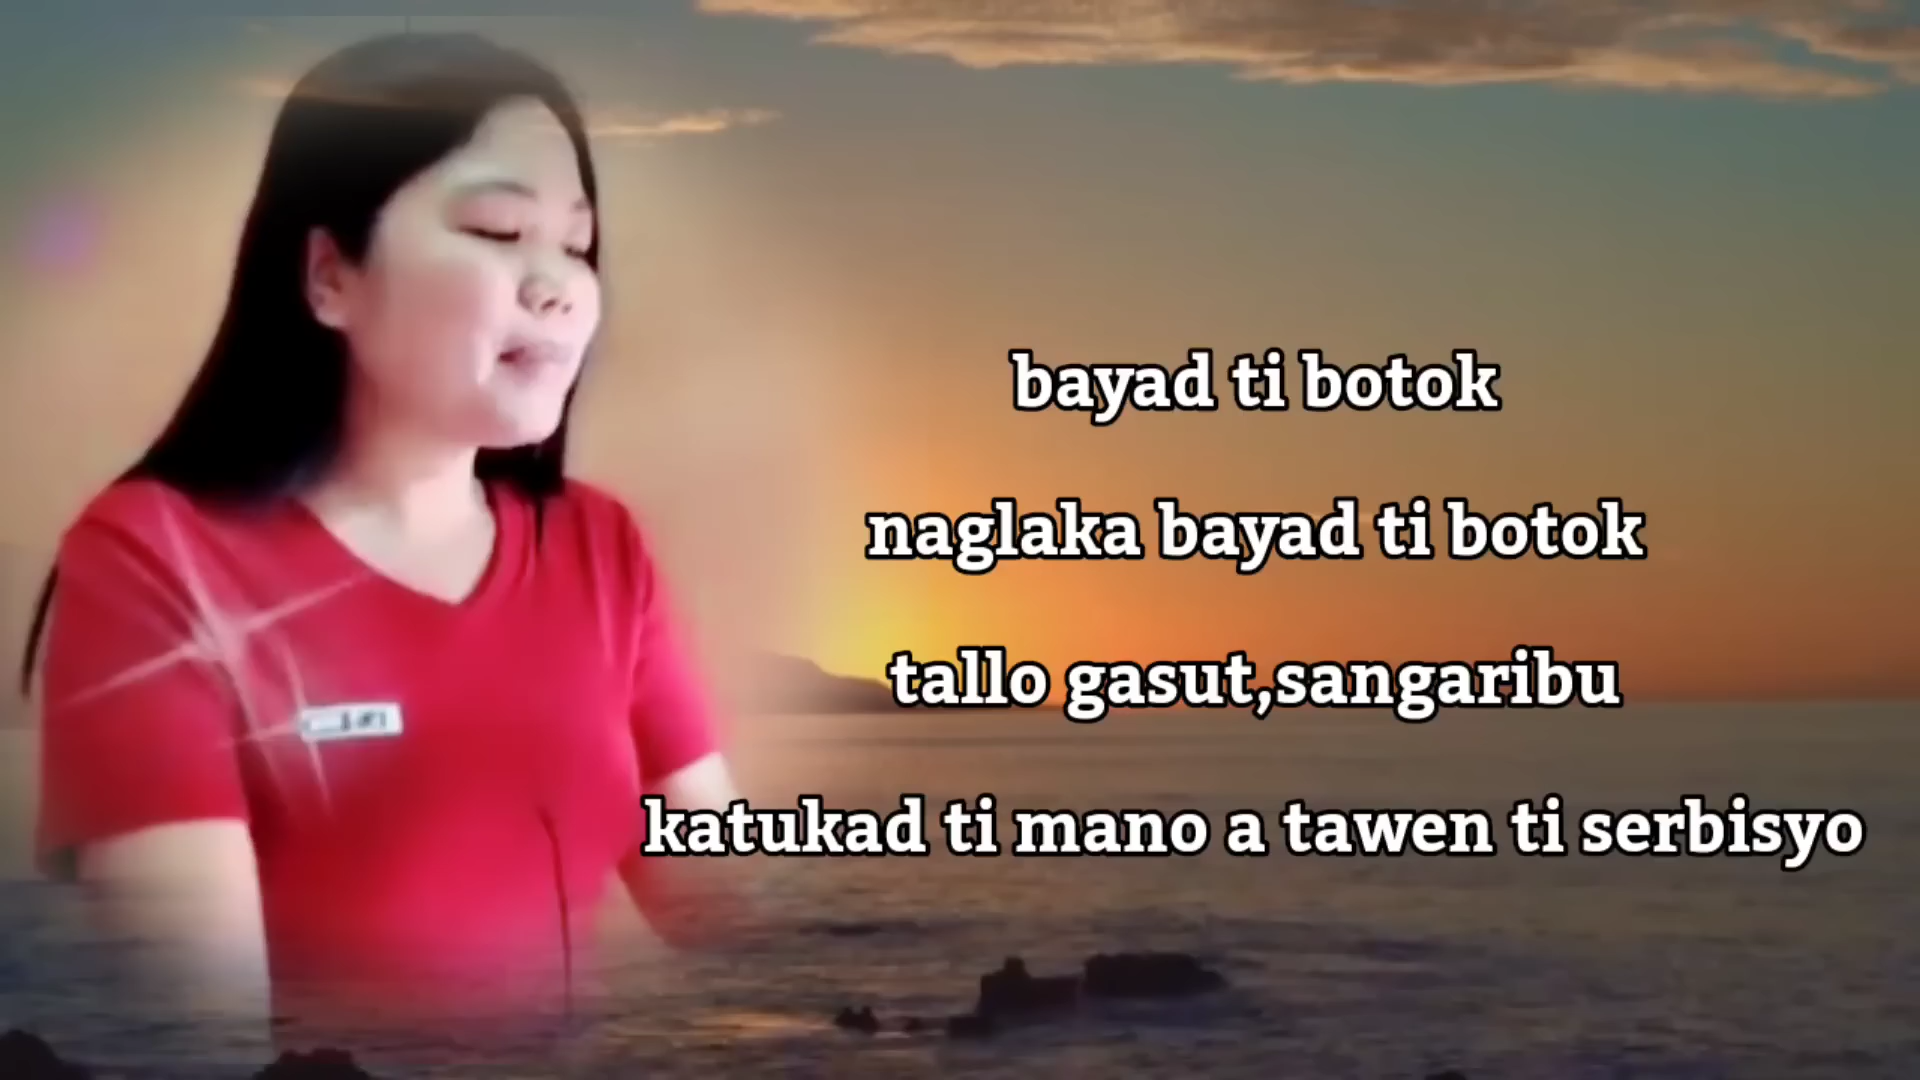 bayad ti botok
naglaka bayad ti botok
tallo gasut,sangaribu
katukad ti mano a tawen ti serbisyo